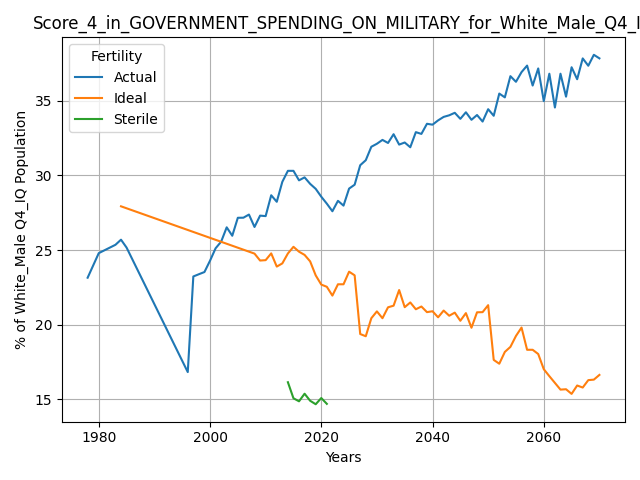 Score_4_in_GOVERNMENT_SPENDING_ON_MILITARY_for_White_Male_Q4_I
Fertility
Actual
Ideal
Sterile
% of White_Male Q4_IQ Population
35
30
25
20
15
1980 2000 2020 2040 2060
Years